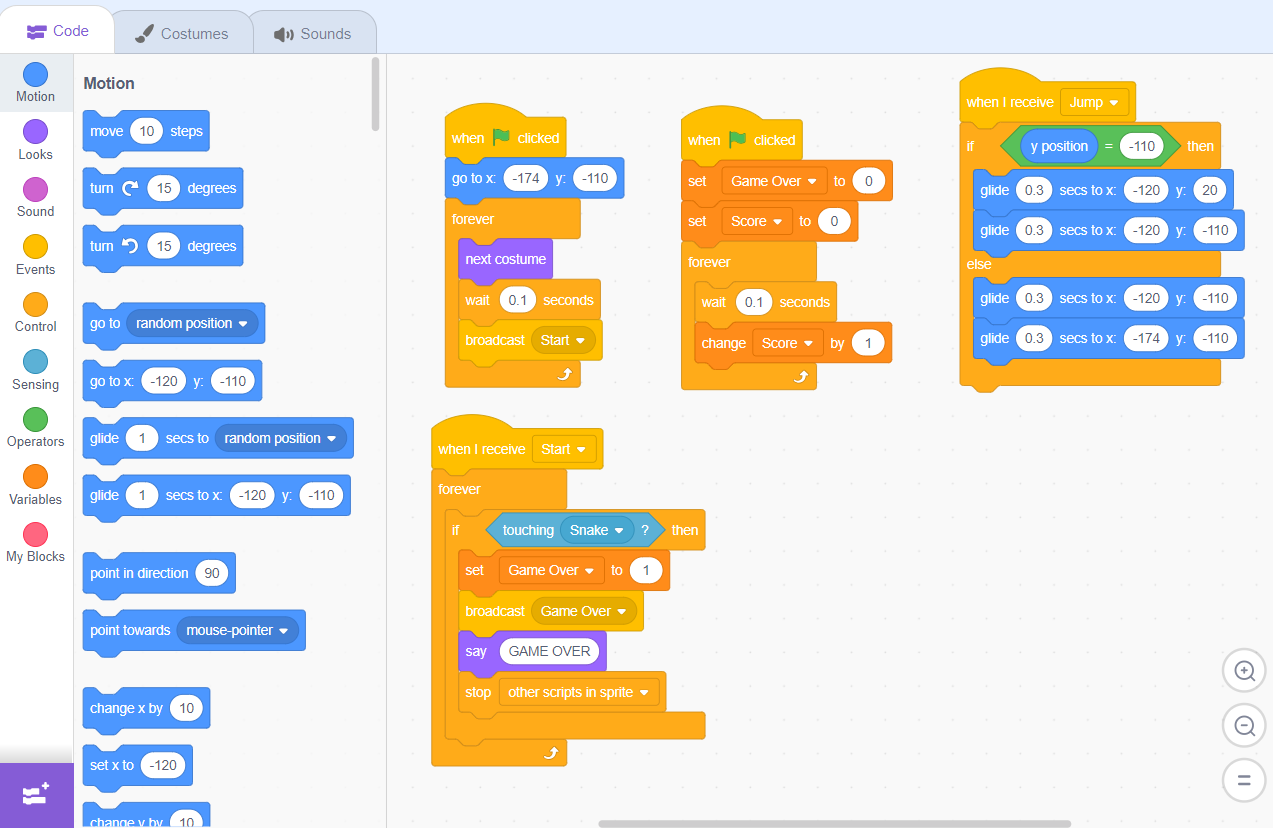 Code
Costumes
Sounds
Motion
Looks
Sound
Events
Control
Sensing
Operators
Variables
My Blocks
Motion
move 10 steps
turn 15 degrees
turn 15 degrees
go to random position
go to x: -120 y: -110
glide 1 secs to random position
glide 1 secs to x: -120 y: -110
point in direction 90
point towards mouse-pointer
change x by 10
set x to -120
change y by 10
when clicked
go to x: -174 y: -110
forever
next costume
wait 0.1 seconds
broadcast Start
when clicked
set Game Over to 0
set Score to 0
forever
wait 0.1 seconds
change Score by 1
when I receive Jump
if y position = -110 then
glide 0.3 secs to x: -120 y: 20
glide 0.3 secs to x: -120 y: -110
else
glide 0.3 secs to x: -120 y: -110
glide 0.3 secs to x: -174 y: -110
when I receive Start
forever
if touching Snake ? then
set Game Over to 1
broadcast Game Over
say GAME OVER
stop other scripts in sprite